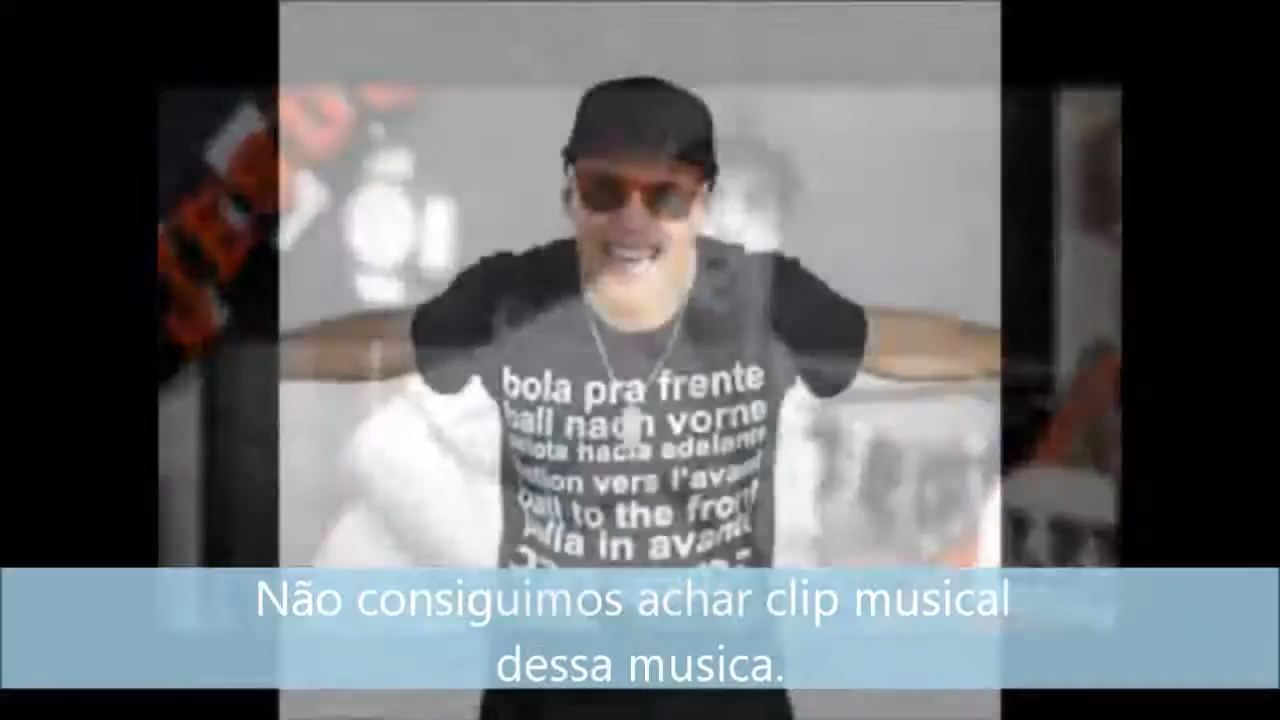 bola pra frente
ball nach vorne
pelota hacia adelante
ballon vers l'avant
ball to the front
palla in avanti
Não consiguimos achar clip musical
dessa musica.